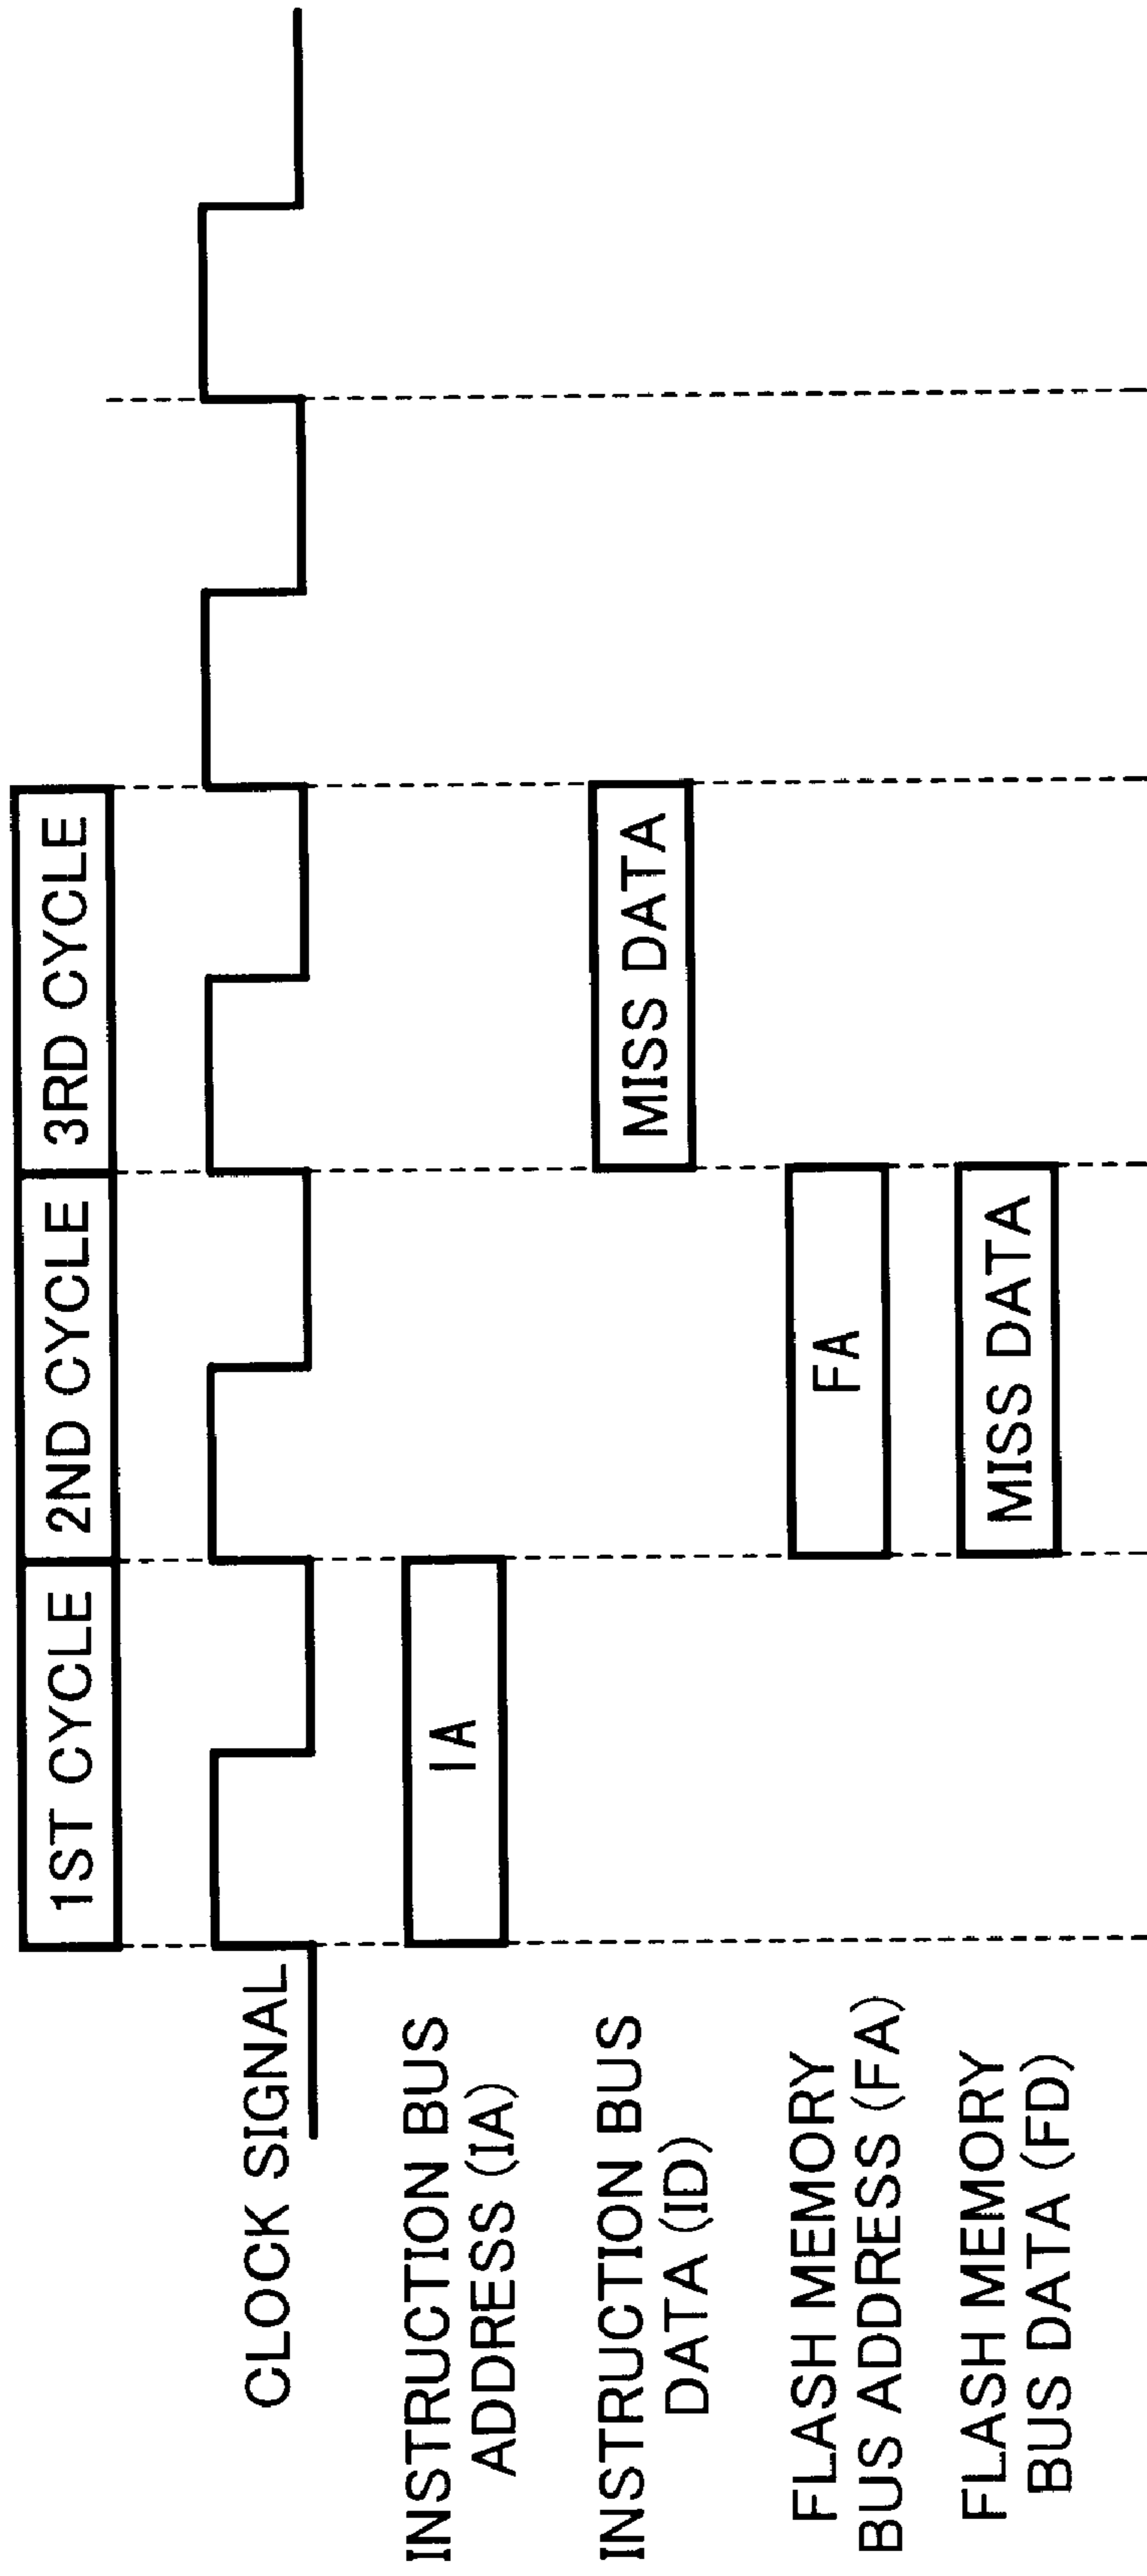 1ST CYCLE
2ND CYCLE
3RD CYCLE
CLOCK SIGNAL
INSTRUCTION BUS
ADDRESS (IA)
IA
INSTRUCTION BUS
DATA (ID)
MISS DATA
FLASH MEMORY
BUS ADDRESS (FA)
FA
FLASH MEMORY
BUS DATA (FD)
MISS DATA